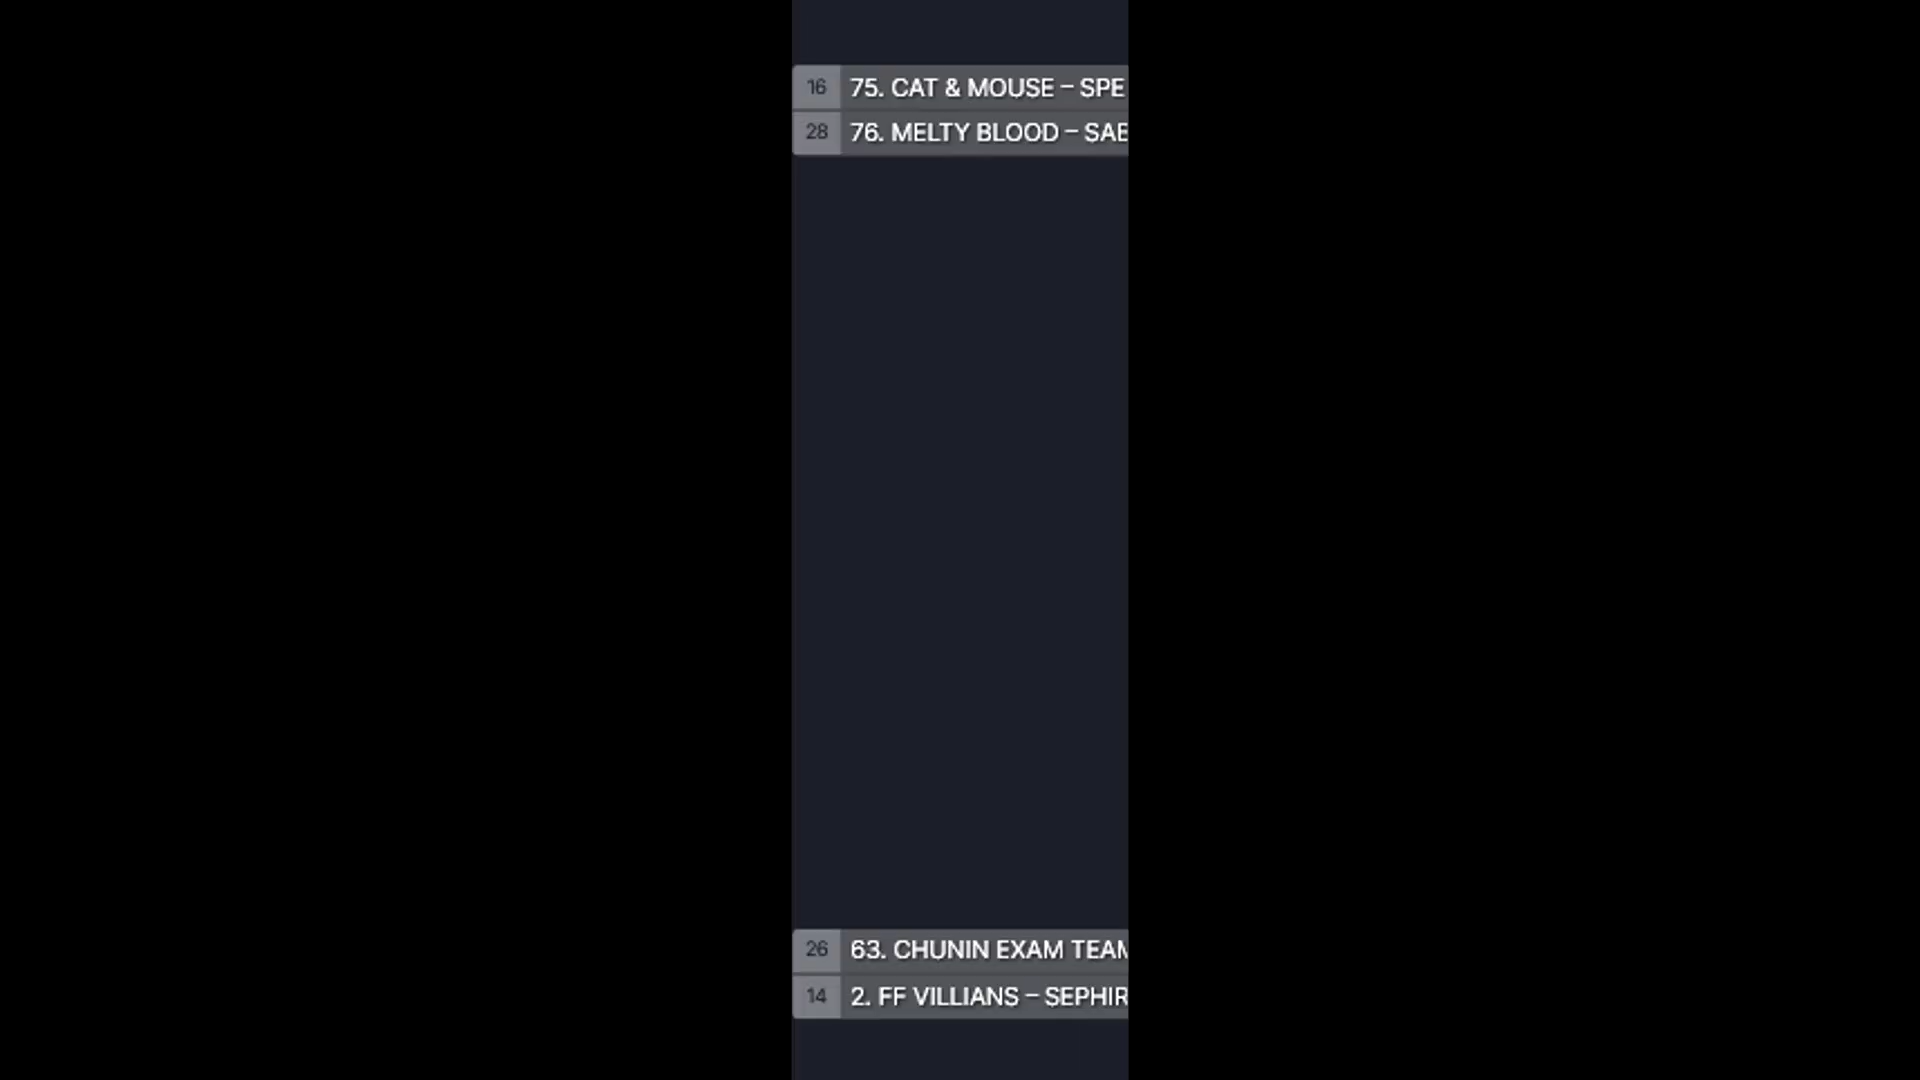 16 75. CAT & MOUSE – SPE
28 76. MELTY BLOOD – SAE
26 63. CHUNIN EXAM TEAM
14 2. FF VILLIANS – SEPHIR